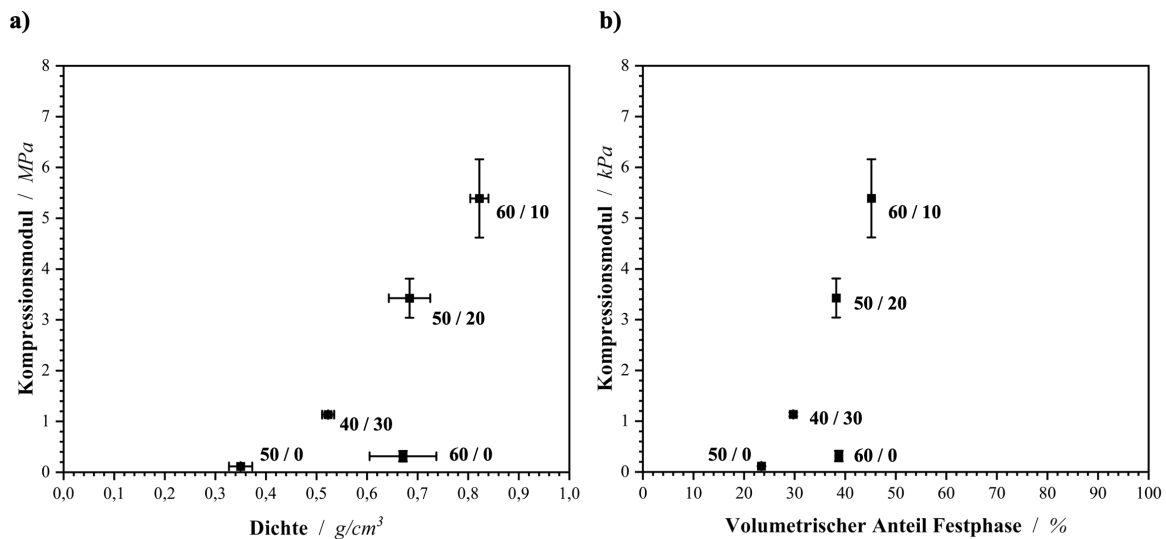 a)
Kompressionsmodul / MPa
8
7
6
5
4
3
2
1
0
60 / 10
50 / 20
40 / 30
50 / 0
60 / 0
0,0 0,1 0,2 0,3 0,4 0,5 0,6 0,7 0,8 0,9 1,0
Dichte / g/cm³
b)
Kompressionsmodul / kPa
8
7
6
5
4
3
2
1
0
60 / 10
50 / 20
40 / 30
50 / 0
60 / 0
0 10 20 30 40 50 60 70 80 90 100
Volumetrischer Anteil Festphase / %